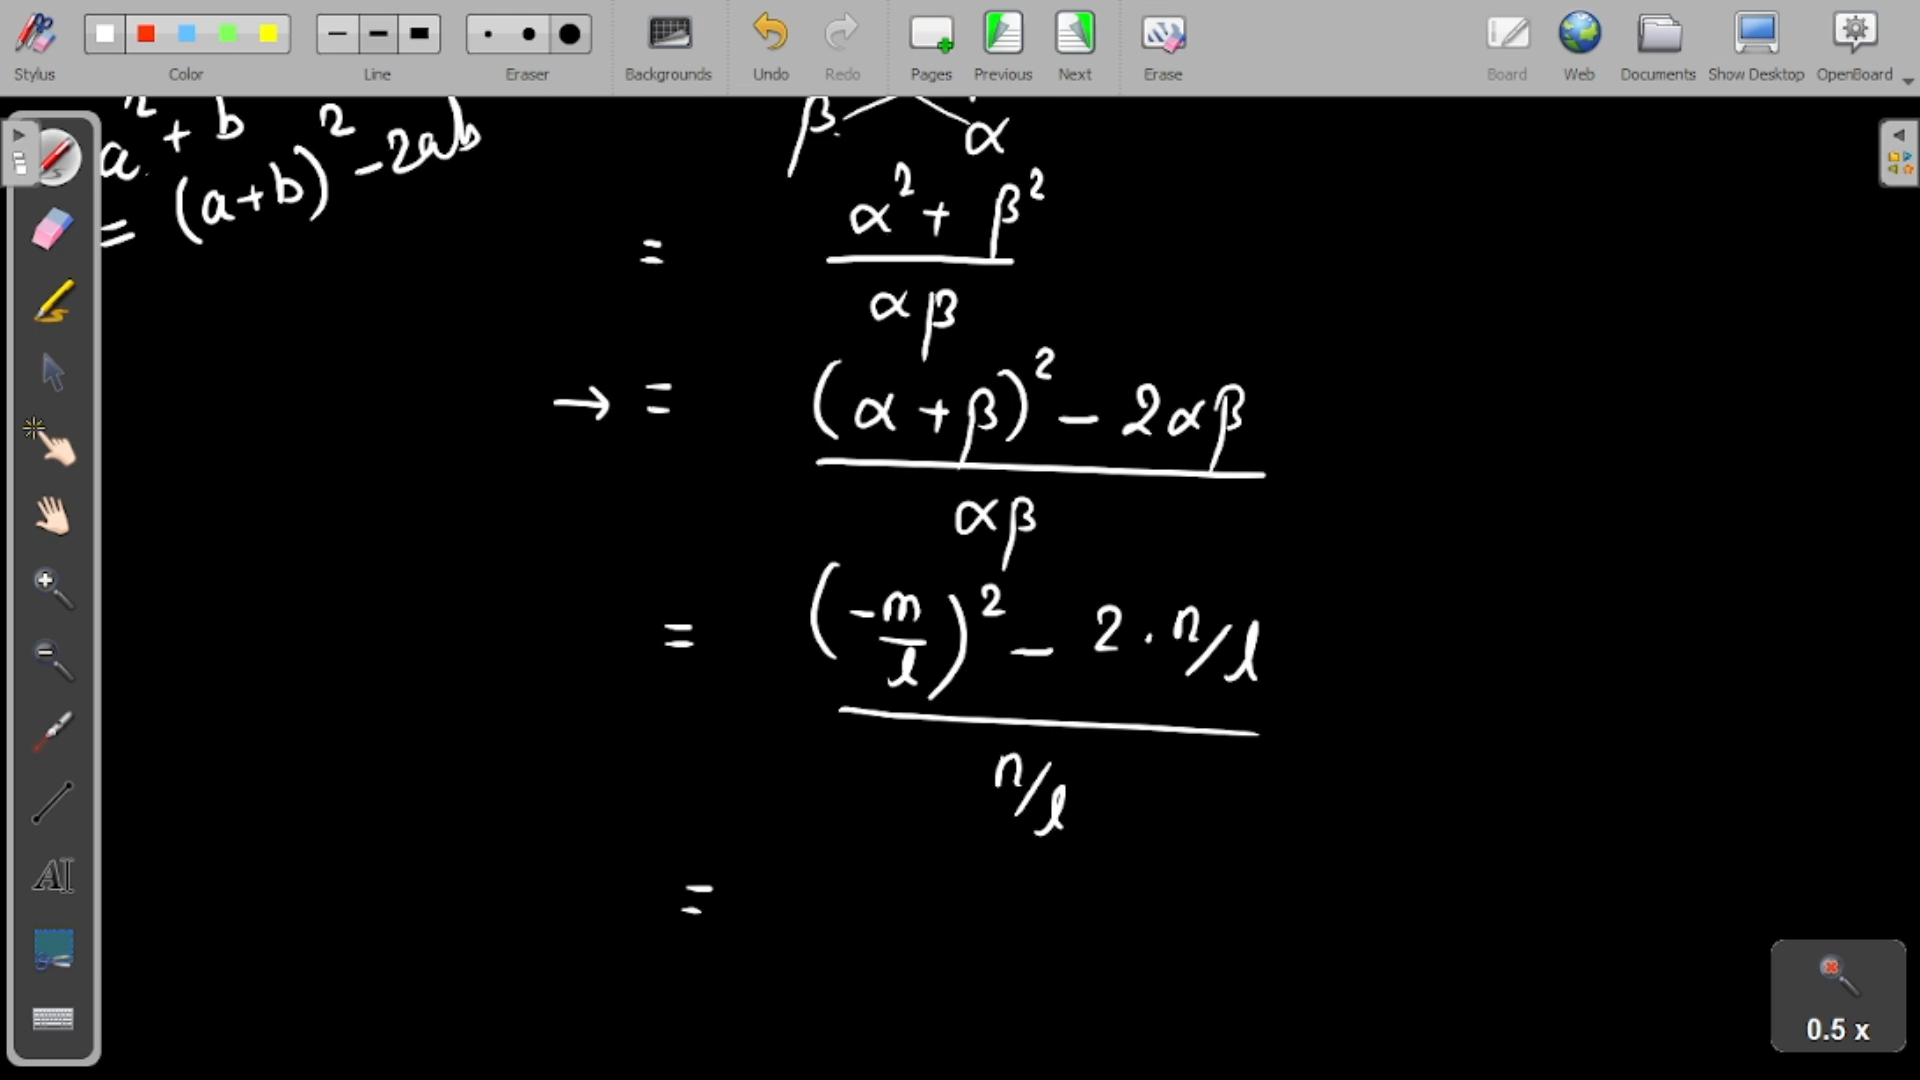 Stylus Color Line Eraser Backgrounds Undo Redo Pages Previous Next Erase Board Web Documents Show Desktop OpenBoard
a² + b
= (a+b)² - 2ab
β α
= α² + β²
αβ
→ = (α + β)² - 2αβ
αβ
= (-m/l)² - 2 · n/l
n/l
=
AI
0.5 x